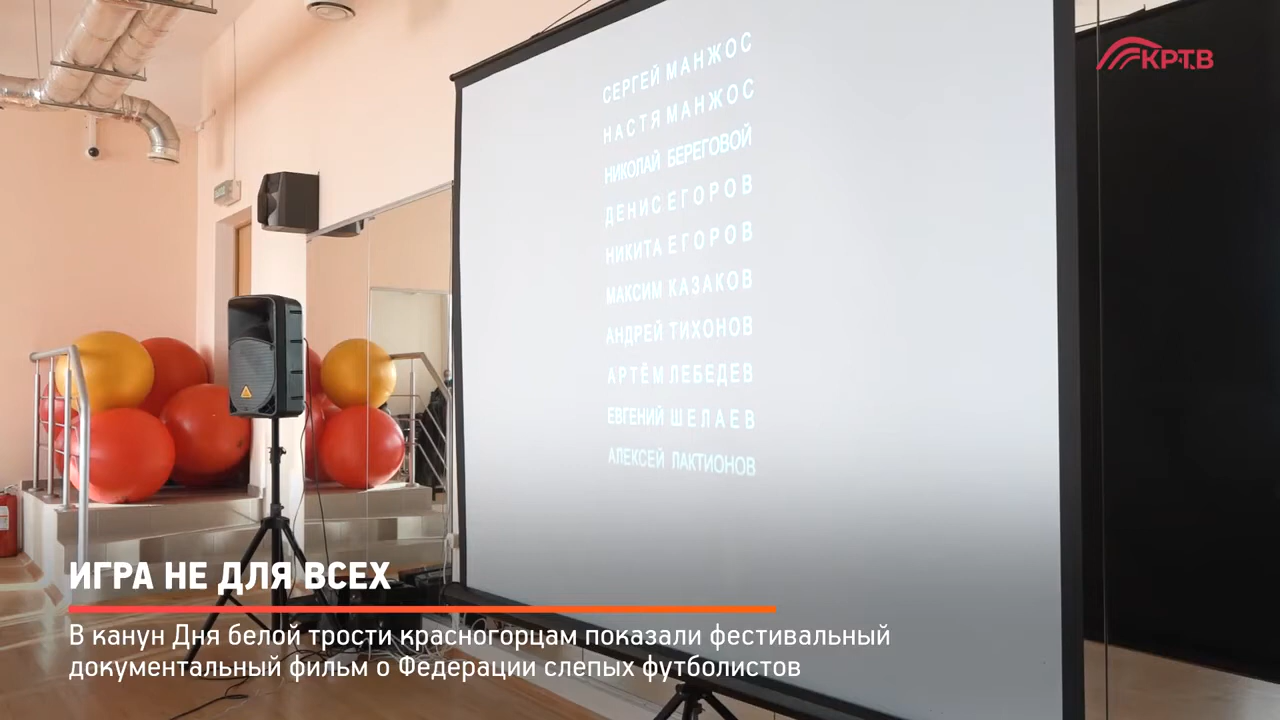 КРТВ
СЕРГЕЙ МАНЖОС
НАСТЯ МАНЖОС
НИКОЛАЙ БЕРЕГОВОЙ
ДЕНИС ЕГОРОВ
НИКИТА ЕГОРОВ
МАКСИМ КАЗАКОВ
АНДРЕЙ ТИХОНОВ
АРТЁМ ЛЕБЕДЕВ
ЕВГЕНИЙ ШЕЛАЕВ
АЛЕКСЕЙ ЛАКТИОНОВ
ИГРА НЕ ДЛЯ ВСЕХ
В канун Дня белой трости красногорцам показали фестивальный
документальный фильм о Федерации слепых футболистов